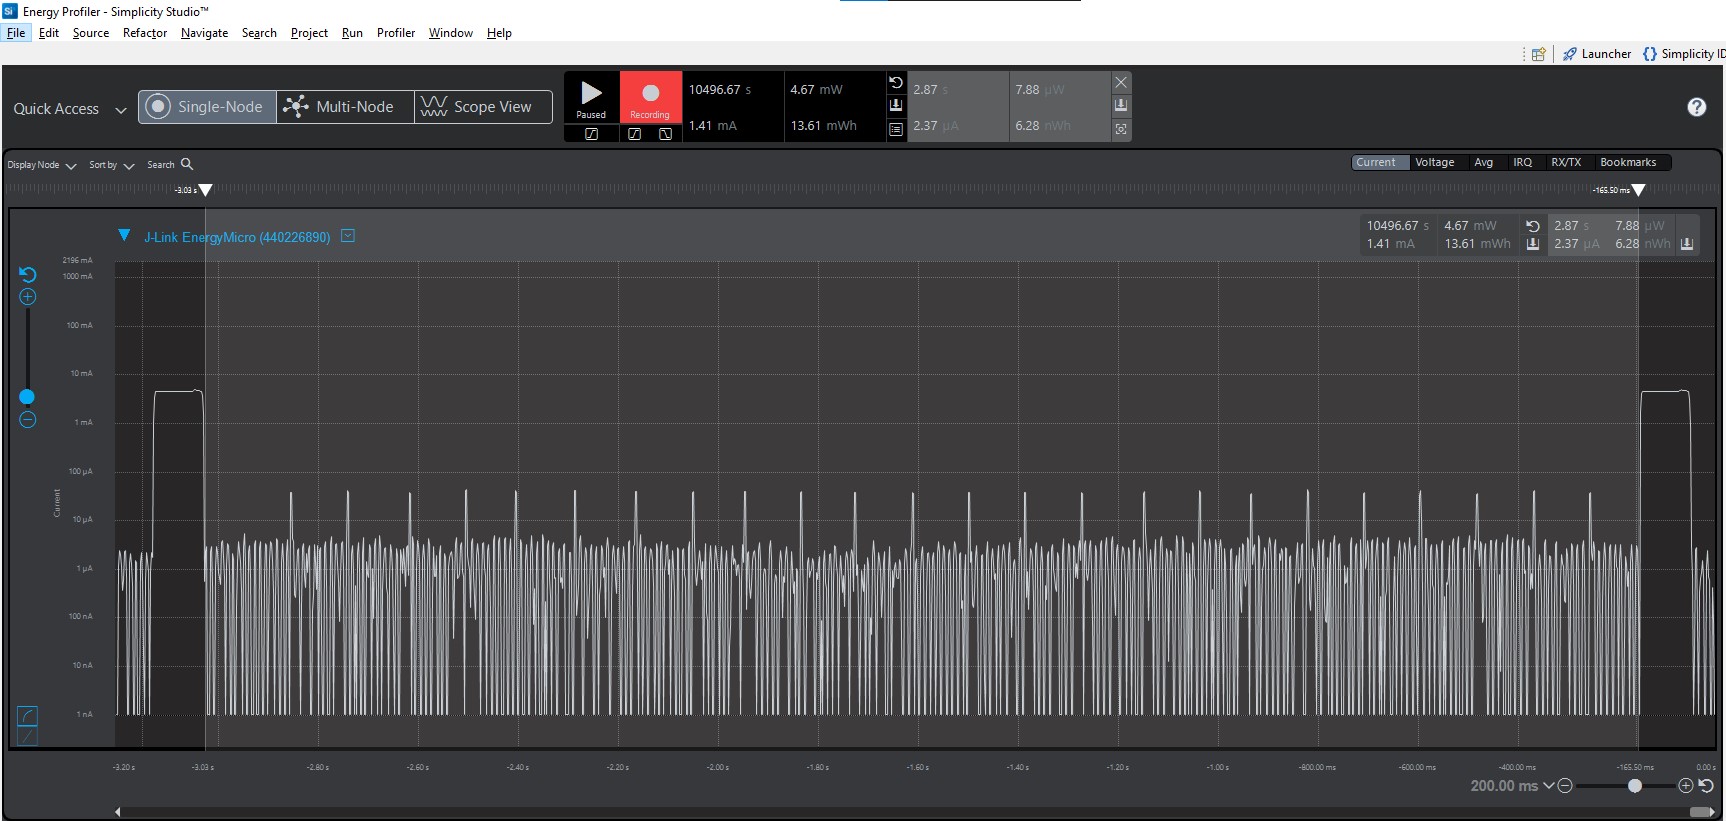 Energy Profiler - Simplicity Studio™
File Edit Source Refactor Navigate Search Project Run Profiler Window Help
Launcher Simplicity ID
Quick Access Single-Node Multi-Node Scope View
Paused Recording
10496.67 s 4.67 mW 2.87 s 7.88 µW
1.41 mA 13.61 mWh 2.37 µA 6.28 nWh
Display Node Sort by Search
Current Voltage Avg IRQ RX/TX Bookmarks
-3.03 s -165.50 ms
J-Link EnergyMicro (440226890)
10496.67 s 4.67 mW 2.87 s 7.88 µW
1.41 mA 13.61 mWh 2.37 µA 6.28 nWh
2196 mA
1000 mA
100 mA
10 mA
1 mA
100 µA
10 µA
1 µA
100 nA
10 nA
1 nA
Current
-3.20 s -3.03 s -2.80 s -2.60 s -2.40 s -2.20 s -2.00 s -1.80 s -1.60 s -1.40 s -1.20 s -1.00 s -800.00 ms -600.00 ms -400.00 ms -165.50 ms 0.00 s
200.00 ms